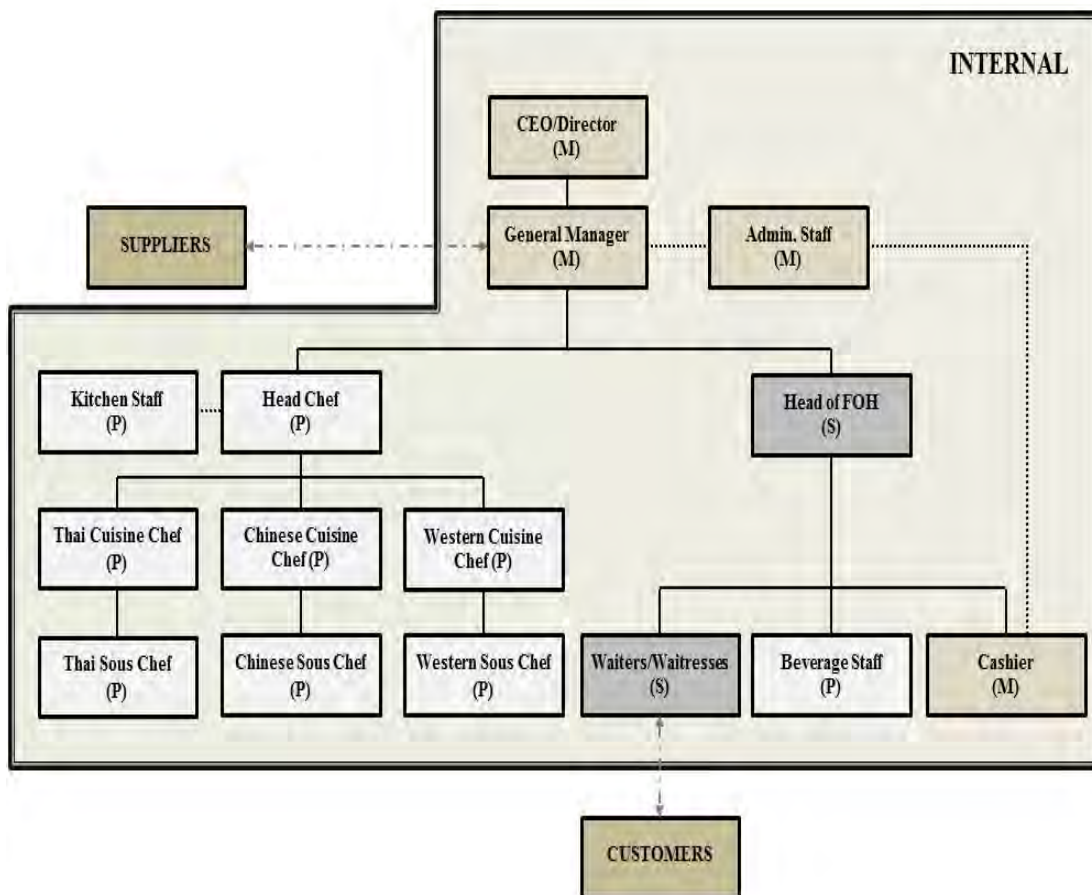 INTERNAL
CEO/Director
(M)
SUPPLIERS
General Manager
(M)
Admin. Staff
(M)
Kitchen Staff
(P)
Head Chef
(P)
Head of FOH
(S)
Thai Cuisine Chef
(P)
Chinese Cuisine
Chef (P)
Western Cuisine
Chef (P)
Thai Sous Chef
(P)
Chinese Sous Chef
(P)
Western Sous Chef
(P)
Waiters/Waitresses
(S)
Beverage Staff
(P)
Cashier
(M)
CUSTOMERS